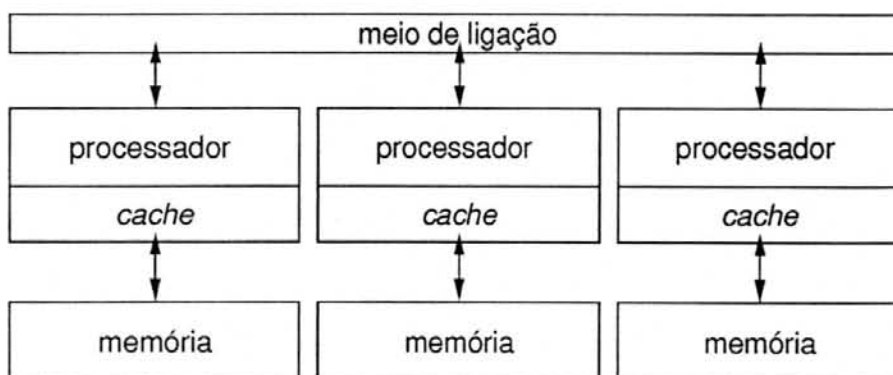 meio de ligação
processador processador processador
cache cache cache
memória memória memória